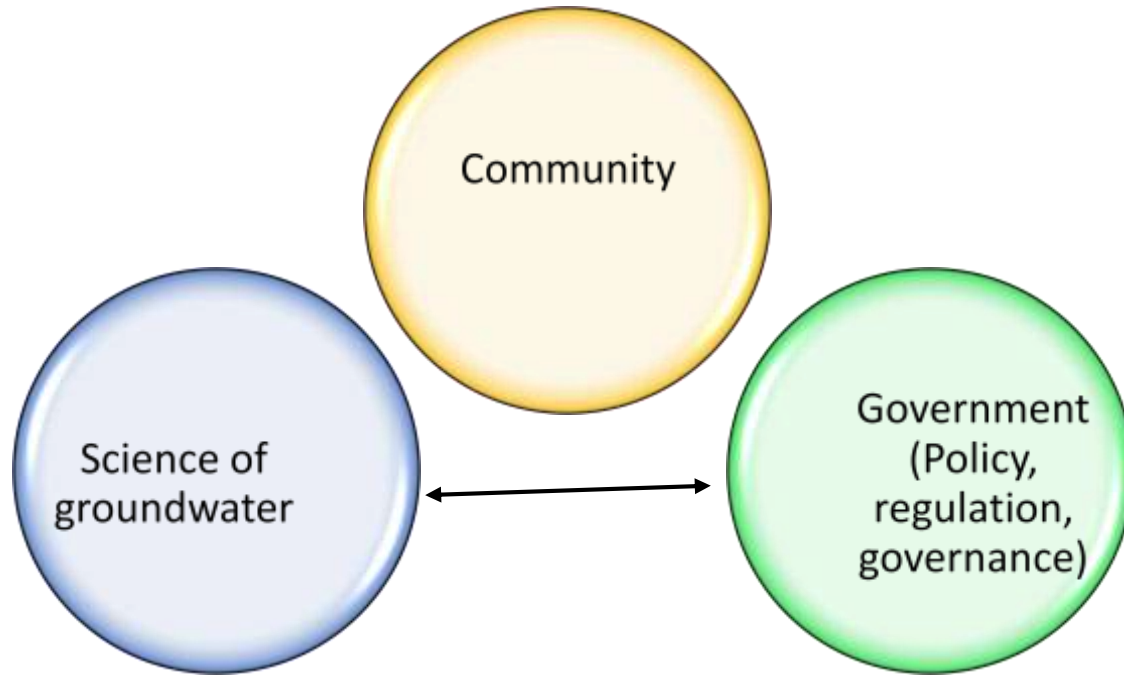 Community
Science of
groundwater
Government
(Policy,
regulation,
governance)